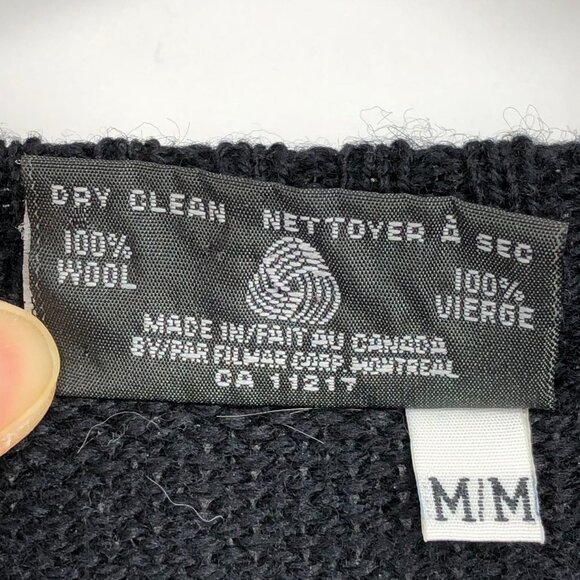 DRY CLEAN NETTOYER À SEC
100%
WOOL
100%
VIERGE
MADE IN/FAIT AU CANADA
BY/PAR FILMAR CORP. MONTREAL
CA 11217
M|M